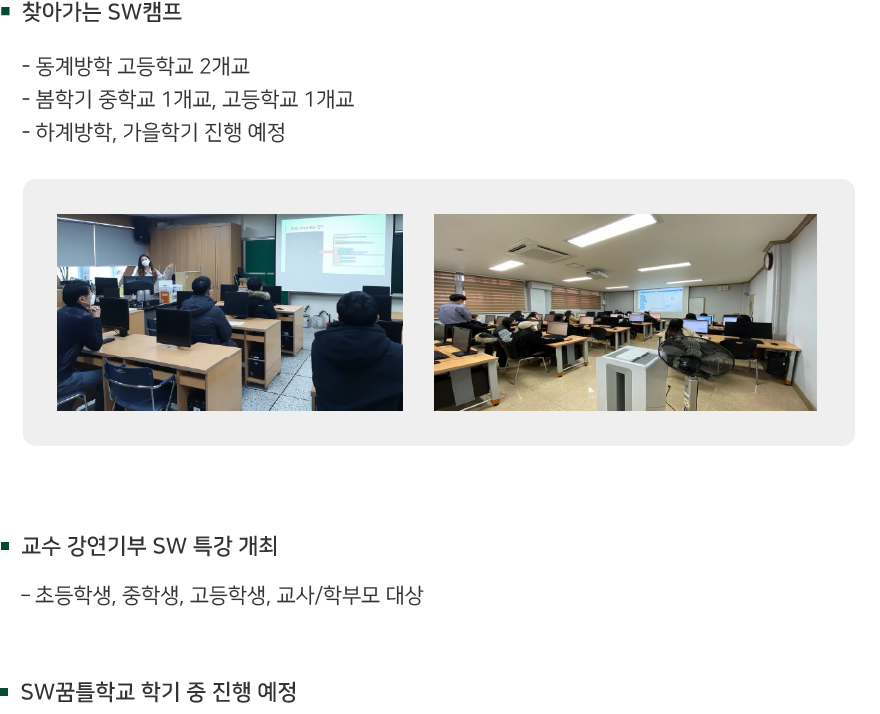 찾아가는 SW캠프
- 동계방학 고등학교 2개교
- 봄학기 중학교 1개교, 고등학교 1개교
- 하계방학, 가을학기 진행 예정
교수 강연기부 SW 특강 개최
– 초등학생, 중학생, 고등학생, 교사/학부모 대상
SW꿈틀학교 학기 중 진행 예정